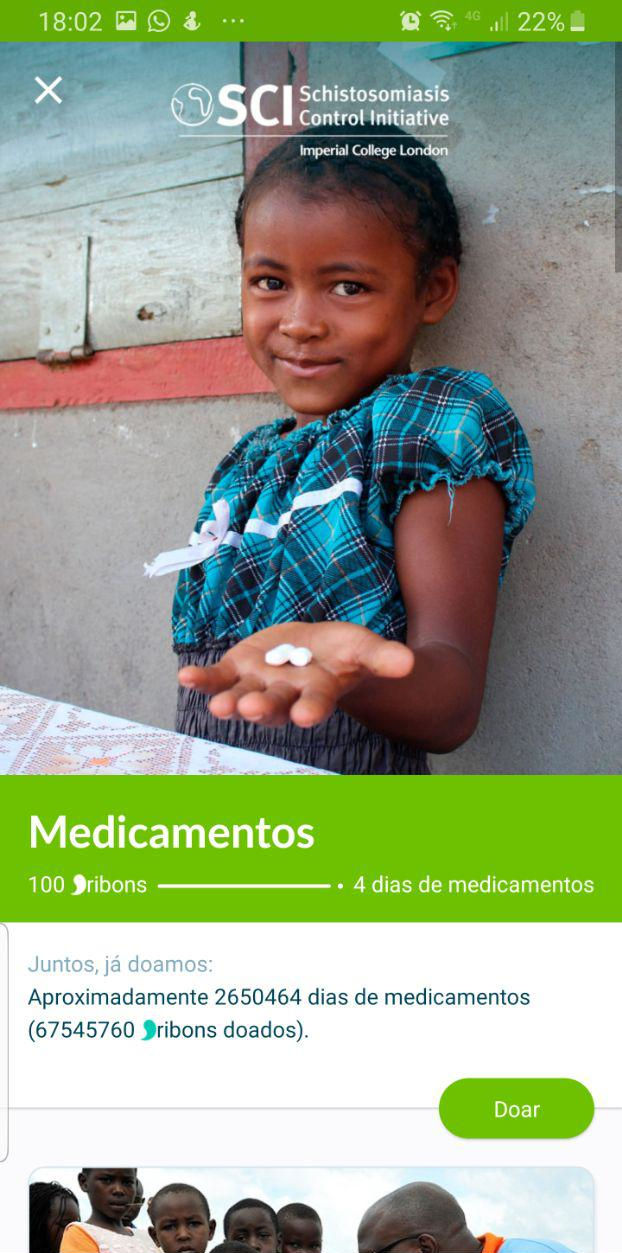 18:02
4G
22%
SCI Schistosomiasis
Control Initiative
Imperial College London
Medicamentos
100 ribons 4 dias de medicamentos
Juntos, já doamos:
Aproximadamente 2650464 dias de medicamentos
(67545760 ribons doados).
Doar